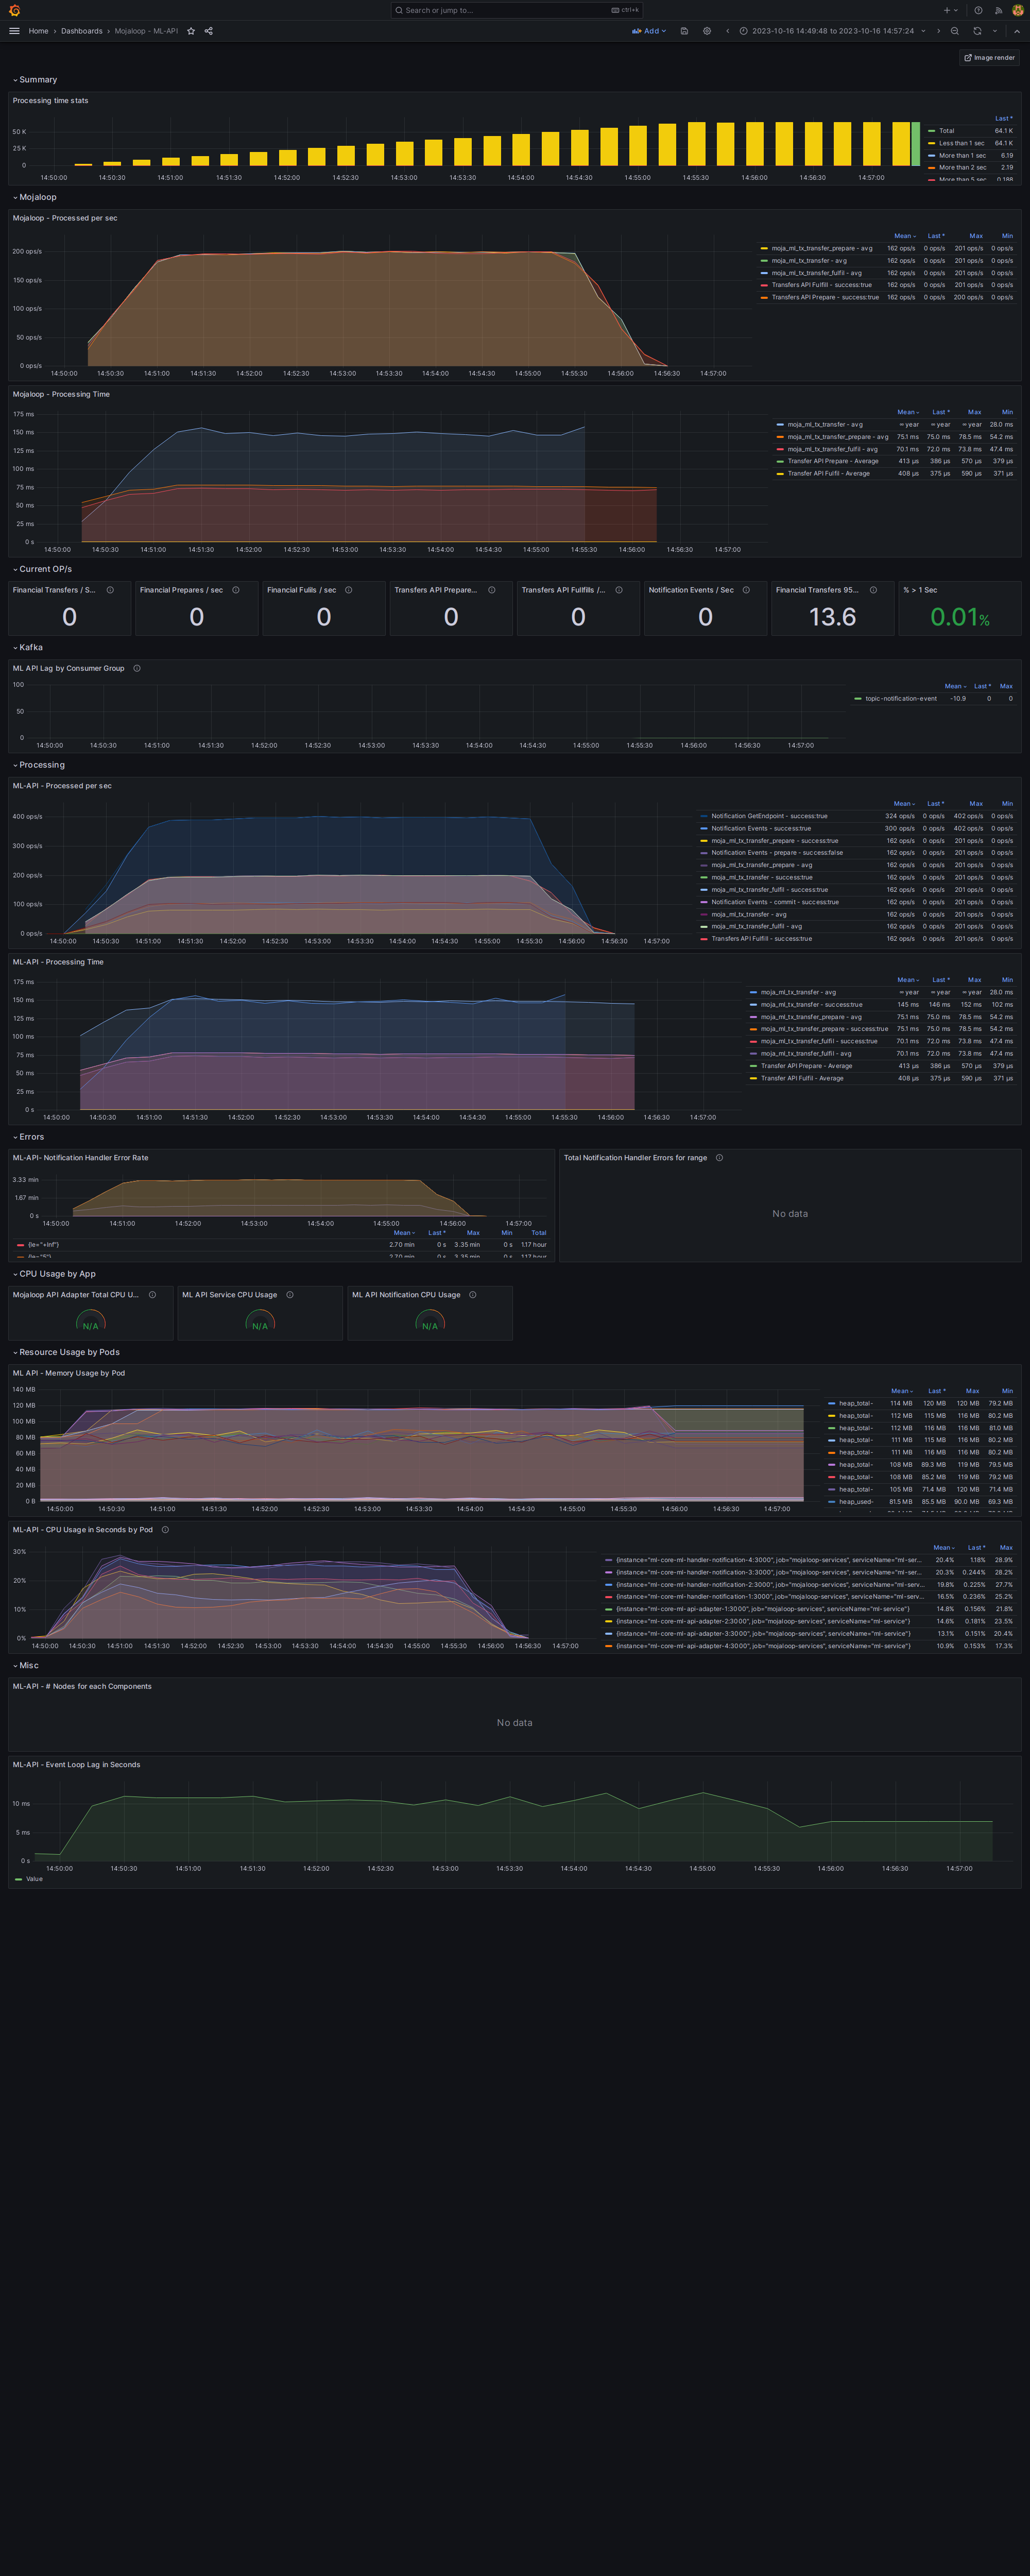 Search or jump to...
ctrl+k
Home › Dashboards › Mojaloop - ML-API
Add
2023-10-16 14:49:48 to 2023-10-16 14:57:24
Image render
Summary
Processing time stats
50 K
25 K
0
14:50:00 14:50:30 14:51:00 14:51:30 14:52:00 14:52:30 14:53:00 14:53:30 14:54:00 14:54:30 14:55:00 14:55:30 14:56:00 14:56:30 14:57:00
Last *
Total 64.1 K
Less than 1 sec 64.1 K
More than 1 sec 6.19
More than 2 sec 2.19
More than 5 sec 0.188
Mojaloop
Mojaloop - Processed per sec
200 ops/s
150 ops/s
100 ops/s
50 ops/s
0 ops/s
14:50:00 14:50:30 14:51:00 14:51:30 14:52:00 14:52:30 14:53:00 14:53:30 14:54:00 14:54:30 14:55:00 14:55:30 14:56:00 14:56:30 14:57:00
Mean Last * Max Min
moja_ml_tx_transfer_prepare - avg 162 ops/s 0 ops/s 201 ops/s 0 ops/s
moja_ml_tx_transfer - avg 162 ops/s 0 ops/s 201 ops/s 0 ops/s
moja_ml_tx_transfer_fulfil - avg 162 ops/s 0 ops/s 201 ops/s 0 ops/s
Transfers API Fulfill - success:true 162 ops/s 0 ops/s 201 ops/s 0 ops/s
Transfers API Prepare - success:true 162 ops/s 0 ops/s 200 ops/s 0 ops/s
Mojaloop - Processing Time
175 ms
150 ms
125 ms
100 ms
75 ms
50 ms
25 ms
0 s
14:50:00 14:50:30 14:51:00 14:51:30 14:52:00 14:52:30 14:53:00 14:53:30 14:54:00 14:54:30 14:55:00 14:55:30 14:56:00 14:56:30 14:57:00
Mean Last * Max Min
moja_ml_tx_transfer - avg ∞ year ∞ year ∞ year 28.0 ms
moja_ml_tx_transfer_prepare - avg 75.1 ms 75.0 ms 78.5 ms 54.2 ms
moja_ml_tx_transfer_fulfil - avg 70.1 ms 72.0 ms 73.8 ms 47.4 ms
Transfer API Prepare - Average 413 µs 386 µs 570 µs 379 µs
Transfer API Fulfil - Average 408 µs 375 µs 590 µs 371 µs
Current OP/s
Financial Transfers / S...
0
Financial Prepares / sec
0
Financial Fulils / sec
0
Transfers API Prepare...
0
Transfers API Fullfills /...
0
Notification Events / Sec
0
Financial Transfers 95...
13.6
% > 1 Sec
0.01%
Kafka
ML API Lag by Consumer Group
100
50
0
14:50:00 14:50:30 14:51:00 14:51:30 14:52:00 14:52:30 14:53:00 14:53:30 14:54:00 14:54:30 14:55:00 14:55:30 14:56:00 14:56:30 14:57:00
Mean Last * Max
topic-notification-event -10.9 0 0
Processing
ML-API - Processed per sec
400 ops/s
300 ops/s
200 ops/s
100 ops/s
0 ops/s
14:50:00 14:50:30 14:51:00 14:51:30 14:52:00 14:52:30 14:53:00 14:53:30 14:54:00 14:54:30 14:55:00 14:55:30 14:56:00 14:56:30 14:57:00
Mean Last * Max Min
Notification GetEndpoint - success:true 324 ops/s 0 ops/s 402 ops/s 0 ops/s
Notification Events - success:true 300 ops/s 0 ops/s 402 ops/s 0 ops/s
moja_ml_tx_transfer_prepare - success:true 162 ops/s 0 ops/s 201 ops/s 0 ops/s
Notification Events - prepare - success:false 162 ops/s 0 ops/s 201 ops/s 0 ops/s
moja_ml_tx_transfer_prepare - avg 162 ops/s 0 ops/s 201 ops/s 0 ops/s
moja_ml_tx_transfer - success:true 162 ops/s 0 ops/s 201 ops/s 0 ops/s
moja_ml_tx_transfer_fulfil - success:true 162 ops/s 0 ops/s 201 ops/s 0 ops/s
Notification Events - commit - success:true 162 ops/s 0 ops/s 201 ops/s 0 ops/s
moja_ml_tx_transfer - avg 162 ops/s 0 ops/s 201 ops/s 0 ops/s
moja_ml_tx_transfer_fulfil - avg 162 ops/s 0 ops/s 201 ops/s 0 ops/s
Transfers API Fulfill - success:true 162 ops/s 0 ops/s 201 ops/s 0 ops/s
ML-API - Processing Time
175 ms
150 ms
125 ms
100 ms
75 ms
50 ms
25 ms
0 s
14:50:00 14:50:30 14:51:00 14:51:30 14:52:00 14:52:30 14:53:00 14:53:30 14:54:00 14:54:30 14:55:00 14:55:30 14:56:00 14:56:30 14:57:00
Mean Last * Max Min
moja_ml_tx_transfer - avg ∞ year ∞ year ∞ year 28.0 ms
moja_ml_tx_transfer - success:true 145 ms 146 ms 152 ms 102 ms
moja_ml_tx_transfer_prepare - avg 75.1 ms 75.0 ms 78.5 ms 54.2 ms
moja_ml_tx_transfer_prepare - success:true 75.1 ms 75.0 ms 78.5 ms 54.2 ms
moja_ml_tx_transfer_fulfil - success:true 70.1 ms 72.0 ms 73.8 ms 47.4 ms
moja_ml_tx_transfer_fulfil - avg 70.1 ms 72.0 ms 73.8 ms 47.4 ms
Transfer API Prepare - Average 413 µs 386 µs 570 µs 379 µs
Transfer API Fulfil - Average 408 µs 375 µs 590 µs 371 µs
Errors
ML-API- Notification Handler Error Rate
3.33 min
1.67 min
0 s
14:50:00 14:51:00 14:52:00 14:53:00 14:54:00 14:55:00 14:56:00 14:57:00
Mean Last * Max Min Total
{le="+Inf"} 2.70 min 0 s 3.35 min 0 s 1.17 hour
{le="5"} 2.70 min 0 s 3.35 min 0 s 1.17 hour
Total Notification Handler Errors for range
No data
CPU Usage by App
Mojaloop API Adapter Total CPU U...
N/A
ML API Service CPU Usage
N/A
ML API Notification CPU Usage
N/A
Resource Usage by Pods
ML API - Memory Usage by Pod
140 MB
120 MB
100 MB
80 MB
60 MB
40 MB
20 MB
0 B
14:50:00 14:50:30 14:51:00 14:51:30 14:52:00 14:52:30 14:53:00 14:53:30 14:54:00 14:54:30 14:55:00 14:55:30 14:56:00 14:56:30 14:57:00
Mean Last * Max Min
heap_total- 114 MB 120 MB 120 MB 79.2 MB
heap_total- 112 MB 115 MB 116 MB 80.2 MB
heap_total- 112 MB 116 MB 116 MB 81.0 MB
heap_total- 111 MB 115 MB 116 MB 80.2 MB
heap_total- 111 MB 116 MB 116 MB 80.2 MB
heap_total- 108 MB 89.3 MB 119 MB 79.5 MB
heap_total- 108 MB 85.2 MB 119 MB 79.2 MB
heap_total- 105 MB 71.4 MB 120 MB 71.4 MB
heap_used- 81.5 MB 85.5 MB 90.0 MB 69.3 MB
ML-API - CPU Usage in Seconds by Pod
30%
20%
10%
0%
14:50:00 14:50:30 14:51:00 14:51:30 14:52:00 14:52:30 14:53:00 14:53:30 14:54:00 14:54:30 14:55:00 14:55:30 14:56:00 14:56:30 14:57:00
Mean Last * Max
{instance="ml-core-ml-handler-notification-4:3000", job="mojaloop-services", serviceName="ml-ser... 20.4% 1.18% 28.9%
{instance="ml-core-ml-handler-notification-3:3000", job="mojaloop-services", serviceName="ml-ser... 20.3% 0.244% 28.2%
{instance="ml-core-ml-handler-notification-2:3000", job="mojaloop-services", serviceName="ml-serv... 19.8% 0.225% 27.7%
{instance="ml-core-ml-handler-notification-1:3000", job="mojaloop-services", serviceName="ml-serv... 16.5% 0.236% 25.2%
{instance="ml-core-ml-api-adapter-1:3000", job="mojaloop-services", serviceName="ml-service"} 14.8% 0.156% 21.8%
{instance="ml-core-ml-api-adapter-2:3000", job="mojaloop-services", serviceName="ml-service"} 14.6% 0.181% 23.5%
{instance="ml-core-ml-api-adapter-3:3000", job="mojaloop-services", serviceName="ml-service"} 13.1% 0.151% 20.4%
{instance="ml-core-ml-api-adapter-4:3000", job="mojaloop-services", serviceName="ml-service"} 10.9% 0.153% 17.3%
Misc
ML-API - # Nodes for each Components
No data
ML-API - Event Loop Lag in Seconds
10 ms
5 ms
0 s
14:50:00 14:50:30 14:51:00 14:51:30 14:52:00 14:52:30 14:53:00 14:53:30 14:54:00 14:54:30 14:55:00 14:55:30 14:56:00 14:56:30 14:57:00
Value